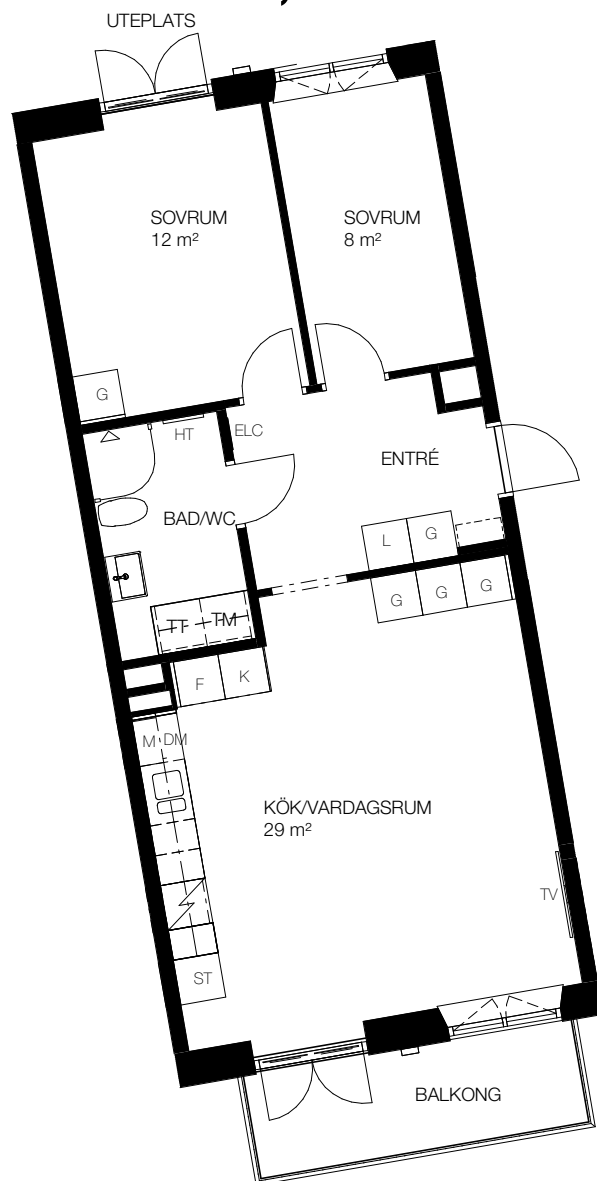 UTEPLATS
SOVRUM
12 m²
SOVRUM
8 m²
G
HT
ELC
ENTRÉ
BAD/WC
L
G
G
G
G
TT
TM
F
K
M
DM
KÖK/VARDAGSRUM
29 m²
TV
ST
BALKONG